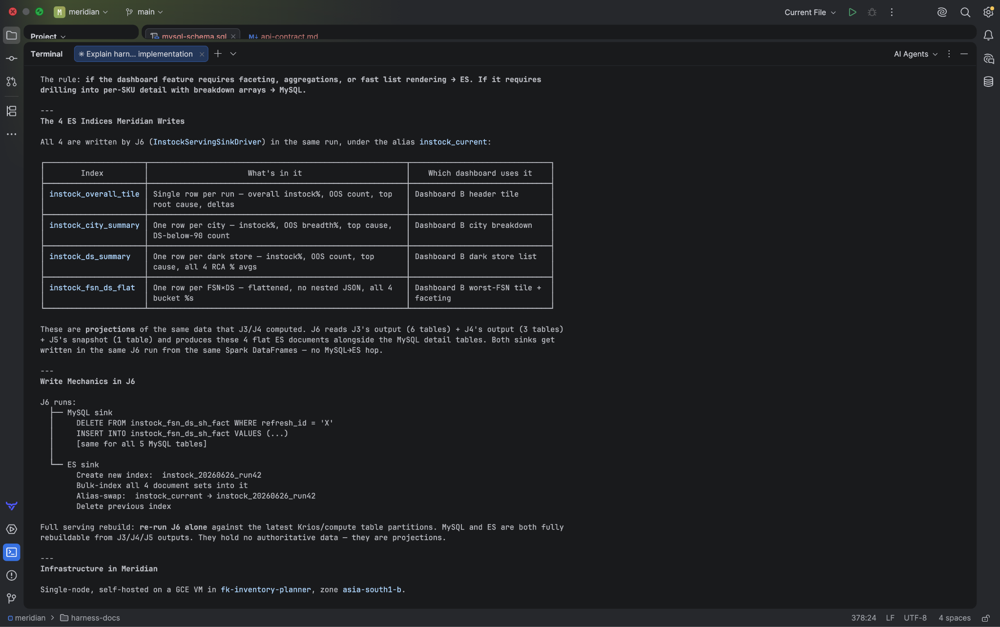 M meridian main Current File
Project mysql-schema.sql M↓ api-contract.md
Terminal ✳ Explain harn... implementation × + AI Agents
The rule: if the dashboard feature requires faceting, aggregations, or fast list rendering → ES. If it requires
drilling into per-SKU detail with breakdown arrays → MySQL.
---
The 4 ES Indices Meridian Writes
All 4 are written by J6 (InstockServingSinkDriver) in the same run, under the alias instock_current:
Index What's in it Which dashboard uses it
instock_overall_tile Single row per run — overall instock%, OOS count, top Dashboard B header tile
root cause, deltas
instock_city_summary One row per city — instock%, OOS breadth%, top cause, Dashboard B city breakdown
DS-below-90 count
instock_ds_summary One row per dark store — instock%, OOS count, top Dashboard B dark store list
cause, all 4 RCA % avgs
instock_fsn_ds_flat One row per FSN×DS — flattened, no nested JSON, all 4 Dashboard B worst-FSN tile +
bucket %s faceting
These are projections of the same data that J3/J4 computed. J6 reads J3's output (6 tables) + J4's output (3 tables)
+ J5's snapshot (1 table) and produces these 4 flat ES documents alongside the MySQL detail tables. Both sinks get
written in the same J6 run from the same Spark DataFrames — no MySQL→ES hop.
---
Write Mechanics in J6
J6 runs:
├── MySQL sink
│ DELETE FROM instock_fsn_ds_sh_fact WHERE refresh_id = 'X'
│ INSERT INTO instock_fsn_ds_sh_fact VALUES (...)
│ [same for all 5 MySQL tables]
│
└── ES sink
Create new index: instock_20260626_run42
Bulk-index all 4 document sets into it
Alias-swap: instock_current → instock_20260626_run42
Delete previous index
Full serving rebuild: re-run J6 alone against the latest Krios/compute table partitions. MySQL and ES are both fully
rebuildable from J3/J4/J5 outputs. They hold no authoritative data — they are projections.
---
Infrastructure in Meridian
Single-node, self-hosted on a GCE VM in fk-inventory-planner, zone asia-south1-b.
meridian > harness-docs 378:24 LF UTF-8 4 spaces